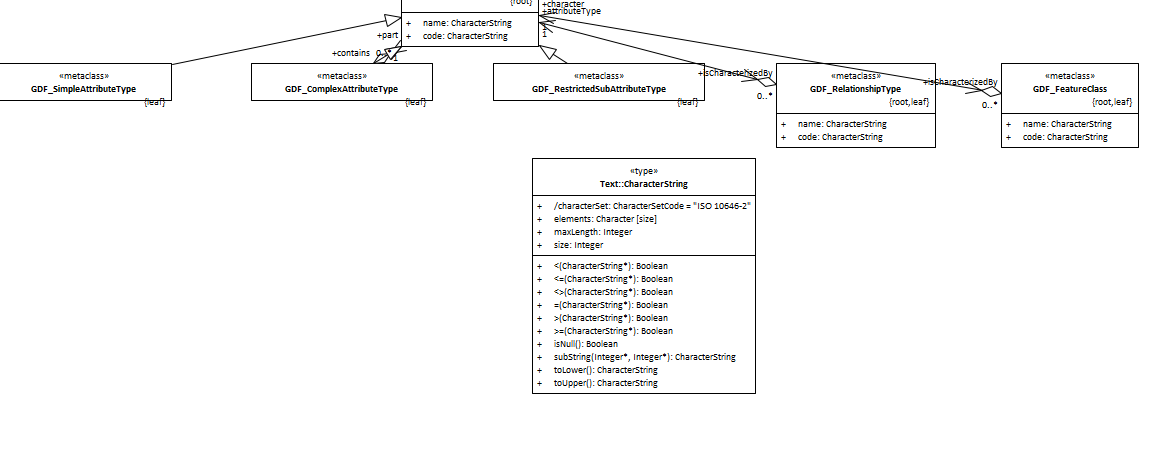 {root}
+character
+attributeType
+ name: CharacterString
+ code: CharacterString
+part
1
+contains
0..*
1
«metaclass»
GDF_SimpleAttributeType
{leaf}
«metaclass»
GDF_ComplexAttributeType
{leaf}
«metaclass»
GDF_RestrictedSubAttributeType
{leaf}
+isCharacterizedBy
0..*
«metaclass»
GDF_RelationshipType
{root,leaf}
+ name: CharacterString
+ code: CharacterString
+isCharacterizedBy
0..*
«metaclass»
GDF_FeatureClass
{root,leaf}
+ name: CharacterString
+ code: CharacterString
«type»
Text::CharacterString
+ /characterSet: CharacterSetCode = "ISO 10646-2"
+ elements: Character [size]
+ maxLength: Integer
+ size: Integer
+ <(CharacterString*): Boolean
+ <=(CharacterString*): Boolean
+ <>(CharacterString*): Boolean
+ =(CharacterString*): Boolean
+ >(CharacterString*): Boolean
+ >=(CharacterString*): Boolean
+ isNull(): Boolean
+ subString(Integer*, Integer*): CharacterString
+ toLower(): CharacterString
+ toUpper(): CharacterString